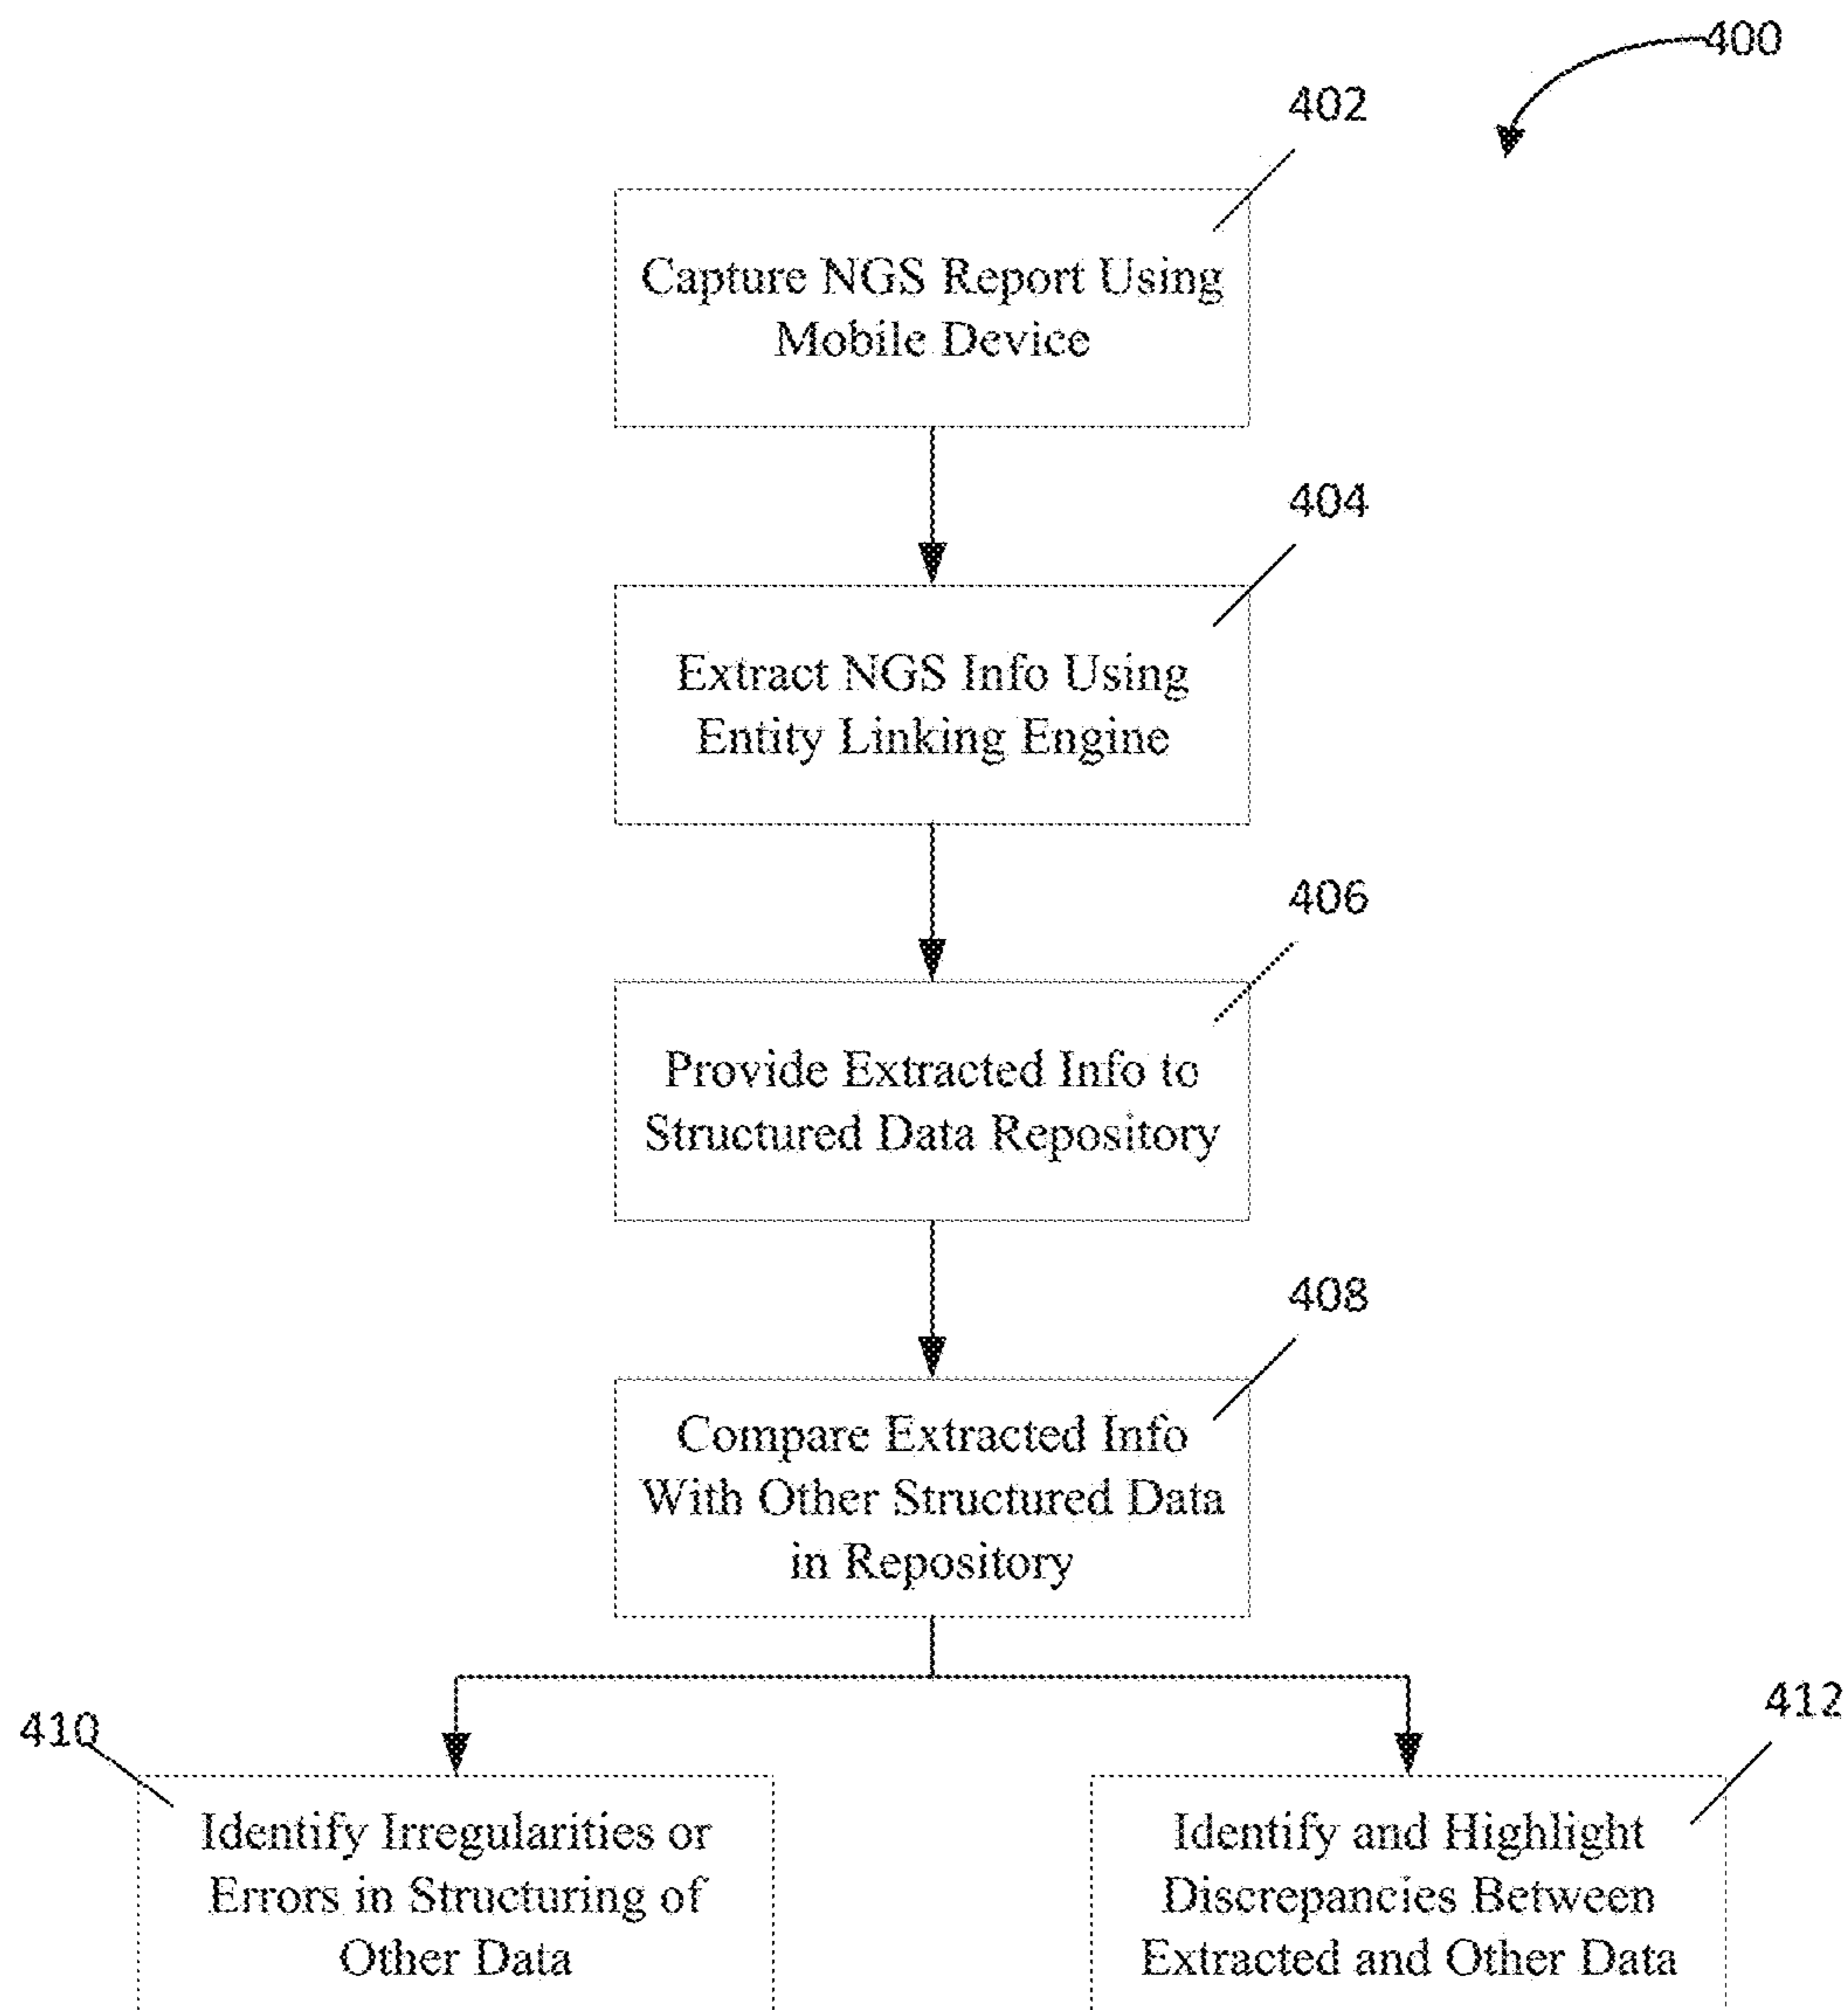 400
402
Capture NGS Report Using
Mobile Device
404
Extract NGS Info Using
Entity Linking Engine
406
Provide Extracted Info to
Structured Data Repository
408
Compare Extracted Info
With Other Structured Data
in Repository
410
Identify Irregularities or
Errors in Structuring of
Other Data
412
Identify and Highlight
Discrepancies Between
Extracted and Other Data